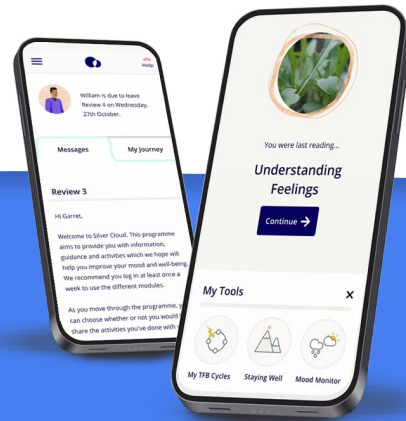 Help
William is due to leave
Review 4 on Wednesday,
27th October.
Messages
My Journey
Review 3
Hi Garret,
Welcome to Silver Cloud. This programme
aims to provide you with information,
guidance and activities which we hope will
help you improve your mood and well-being.
We recommend you log in at least once a
week to use the different modules.
As you move through the programme,
can choose whether or not you would
share the activities you've done with
You were last reading...
Understanding
Feelings
Continue →
My Tools
x
My TFB Cycles
Staying Well
Mood Monitor